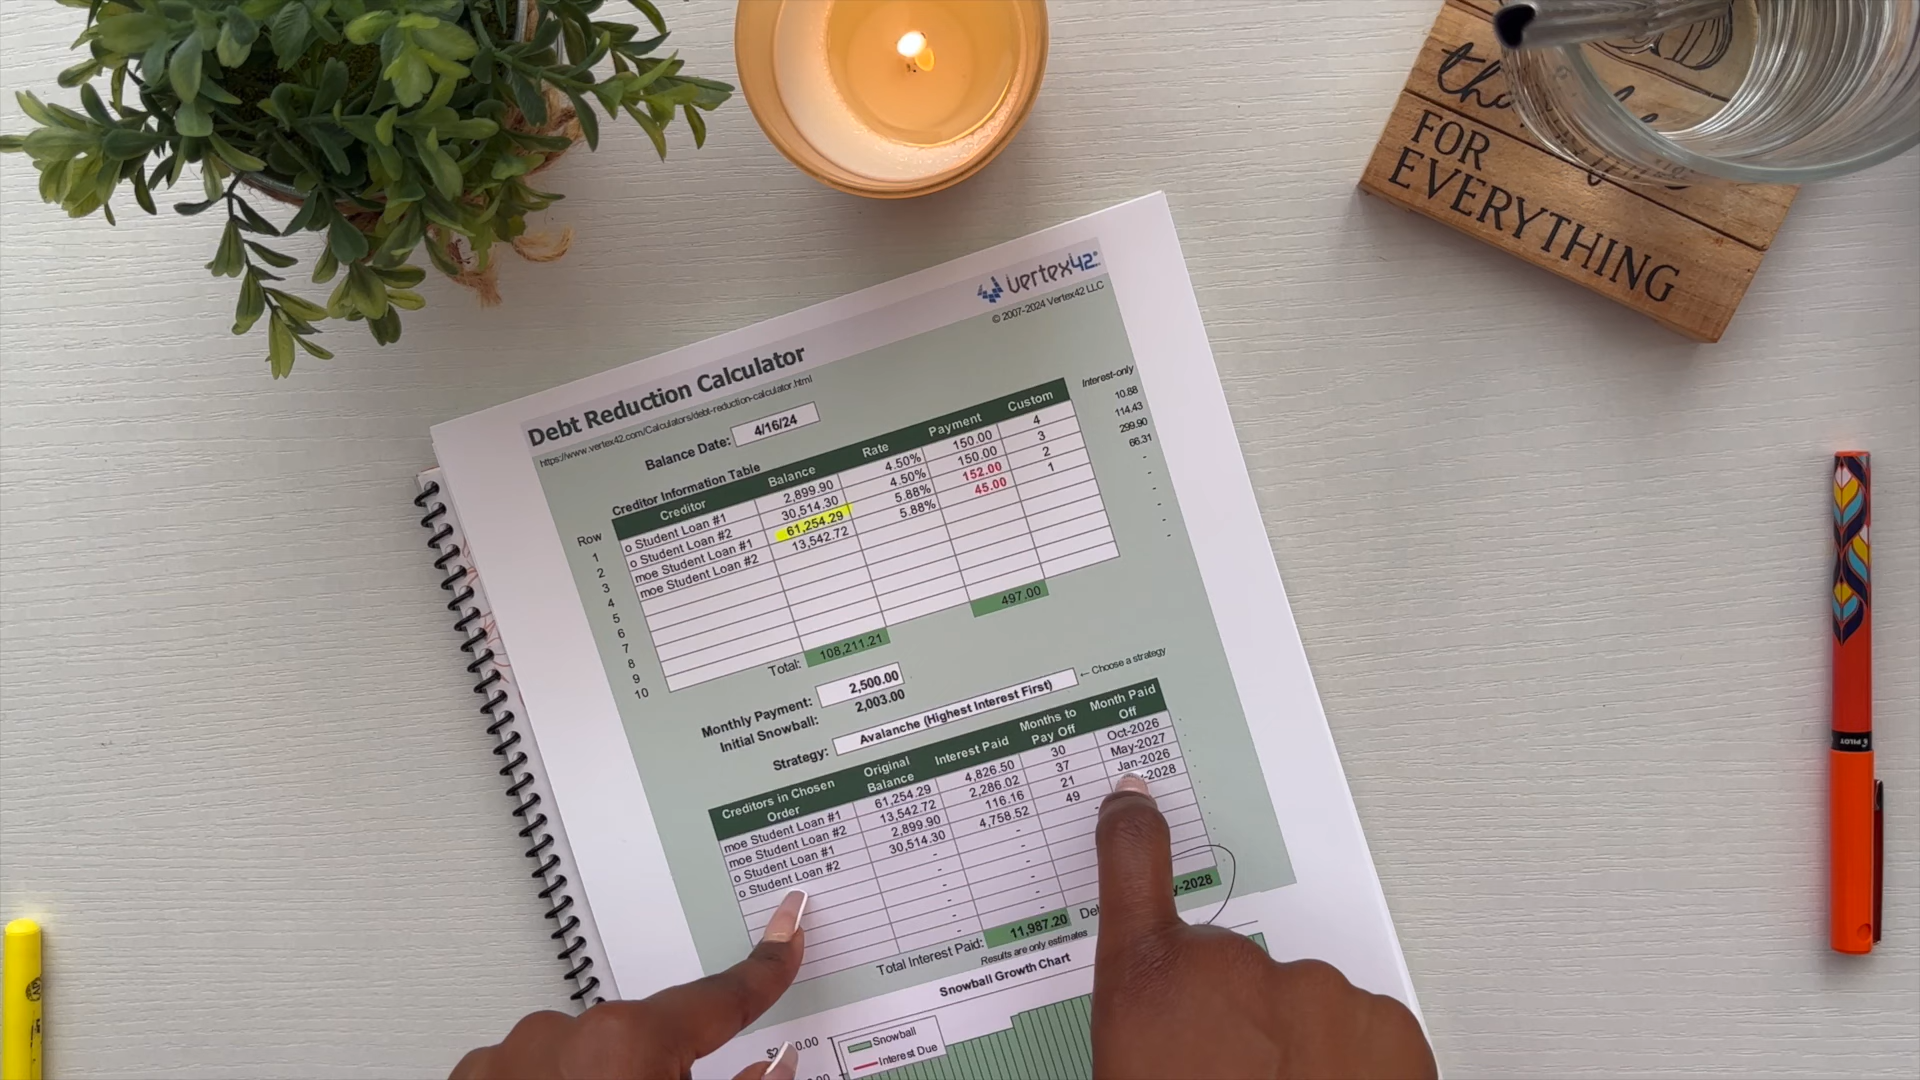 FOR
EVERYTHING
vertex42
© 2007-2024 Vertex42 LLC
Debt Reduction Calculator
https://www.vertex42.com/Calculators/debt-reduction-calculator.html
Balance Date: 4/16/24
Creditor Information Table
Row Creditor Balance Rate Payment Custom Interest-only
1 o Student Loan #1 2,899.90 4.50% 150.00 4 10.88
2 o Student Loan #2 30,514.30 4.50% 150.00 3 114.43
3 moe Student Loan #1 61,254.29 5.88% 152.00 2 299.90
4 moe Student Loan #2 13,542.72 5.88% 45.00 1 66.31
5 -
6 -
7 -
8 -
9 -
10 -
Total: 108,211.21 497.00
Monthly Payment: 2,500.00
Initial Snowball: 2,003.00
Strategy: Avalanche (Highest Interest First) ← Choose a strategy
Creditors in Chosen Order Original Balance Interest Paid Months to Pay Off Month Paid Off
moe Student Loan #1 61,254.29 4,826.50 30 Oct-2026
moe Student Loan #2 13,542.72 2,286.02 37 May-2027
o Student Loan #1 2,899.90 116.16 21 Jan-2026
o Student Loan #2 30,514.30 4,758.52 49 -2028
Total Interest Paid: 11,987.20 y-2028
Results are only estimates
Snowball Growth Chart
Snowball
Interest Due
PILOT